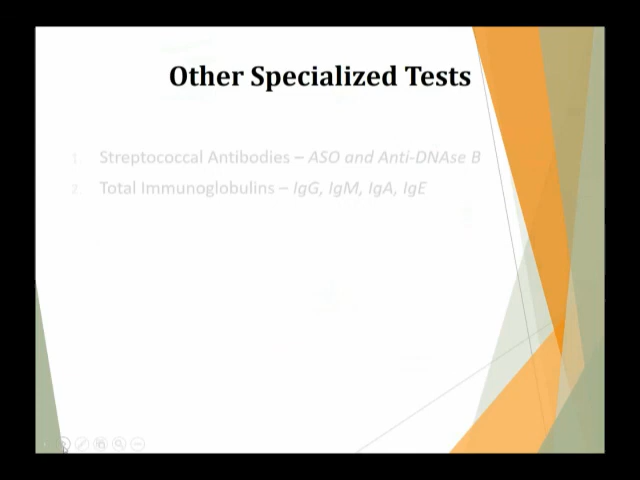 Other Specialized Tests
1. Streptococcal Antibodies – ASO and Anti-DNAse B
2. Total Immunoglobulins – IgG, IgM, IgA, IgE